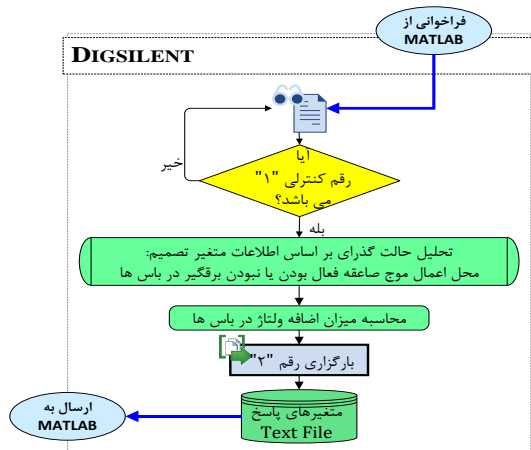 فراخوانی از
MATLAB
DIGSILENT
آیا
رقم کنترلی "۱"
می باشد؟
خیر
بله
تحلیل حالت گذرای بر اساس اطلاعات متغیر تصمیم:
محل اعمال موج صاعقه فعال بودن یا نبودن برقگیر در باس ها
محاسبه میزان اضافه ولتاژ در باس ها
بارگزاری رقم "۲"
متغیرهای پاسخ
Text File
ارسال به
MATLAB